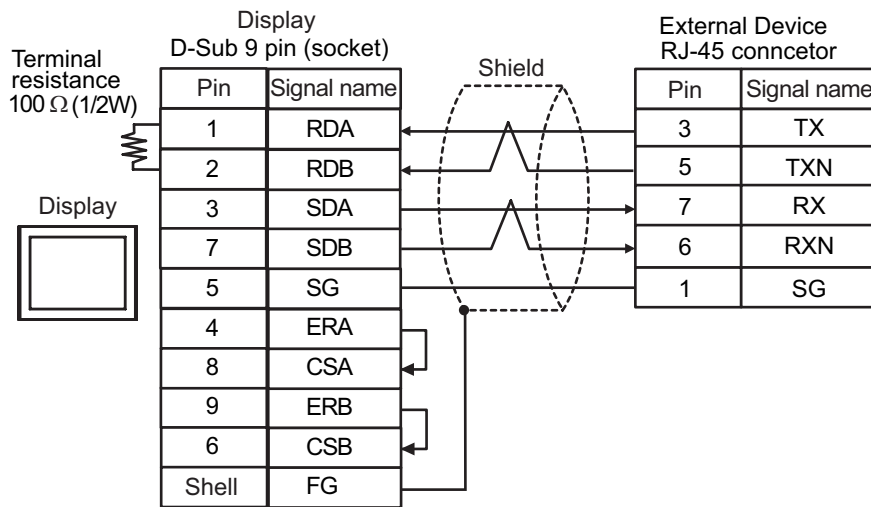 Display
D-Sub 9 pin (socket)
External Device
RJ-45 conncetor
Terminal
resistance
100 Ω (1/2W)
Shield
Display
Pin Signal name
1 RDA
2 RDB
3 SDA
7 SDB
5 SG
4 ERA
8 CSA
9 ERB
6 CSB
Shell FG
Pin Signal name
3 TX
5 TXN
7 RX
6 RXN
1 SG